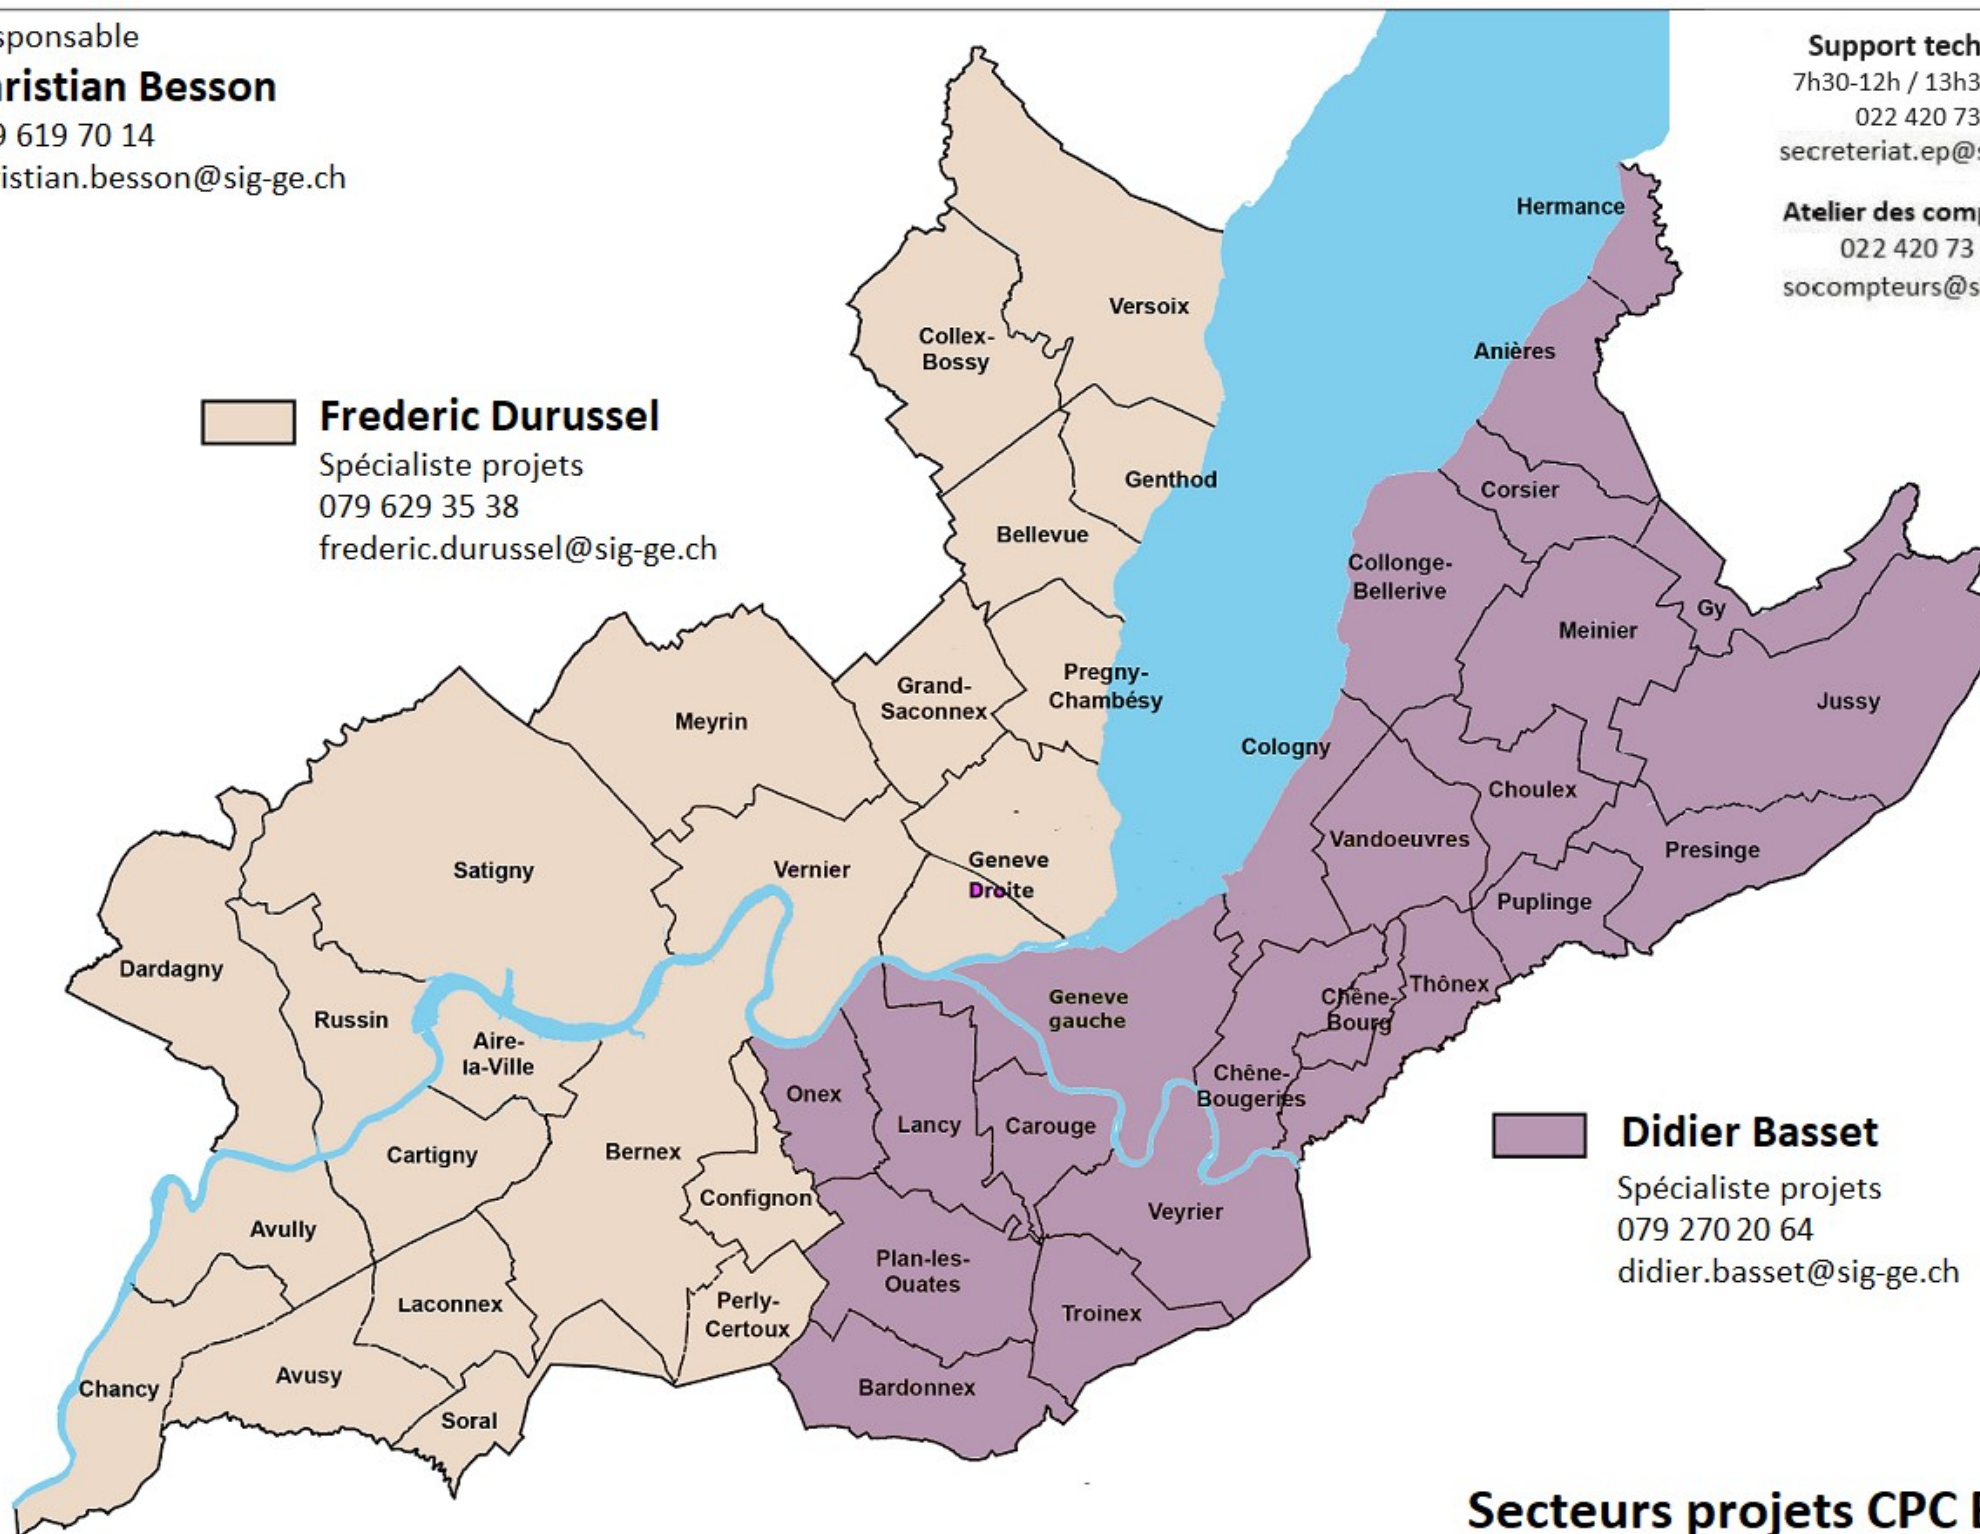 sponsable
ristian Besson
9 619 70 14
istian.besson@sig-ge.ch
Support tech
7h30-12h / 13h3
022 420 73
secreteriat.ep@s
Atelier des comp
022 420 73
socompteurs@s
Frederic Durussel
Spécialiste projets
079 629 35 38
frederic.durussel@sig-ge.ch
Hermance
Versoix
Collex-
Bossy
Anières
Genthod
Corsier
Bellevue
Collonge-
Bellerive
Gy
Meinier
Pregny-
Chambésy
Grand-
Saconnex
Jussy
Meyrin
Cologny
Choulex
Vandoeuvres
Presinge
Satigny
Vernier
Geneve
Droite
Puplinge
Dardagny
Thônex
Geneve
gauche
Chêne-
Bourg
Russin
Aire-
la-Ville
Chêne-
Bougeries
Onex
Lancy
Carouge
Cartigny
Bernex
Confignon
Veyrier
Avully
Plan-les-
Ouates
Laconnex
Perly-
Certoux
Troinex
Avusy
Chancy
Bardonnex
Soral
Didier Basset
Spécialiste projets
079 270 20 64
didier.basset@sig-ge.ch
Secteurs projets CPC